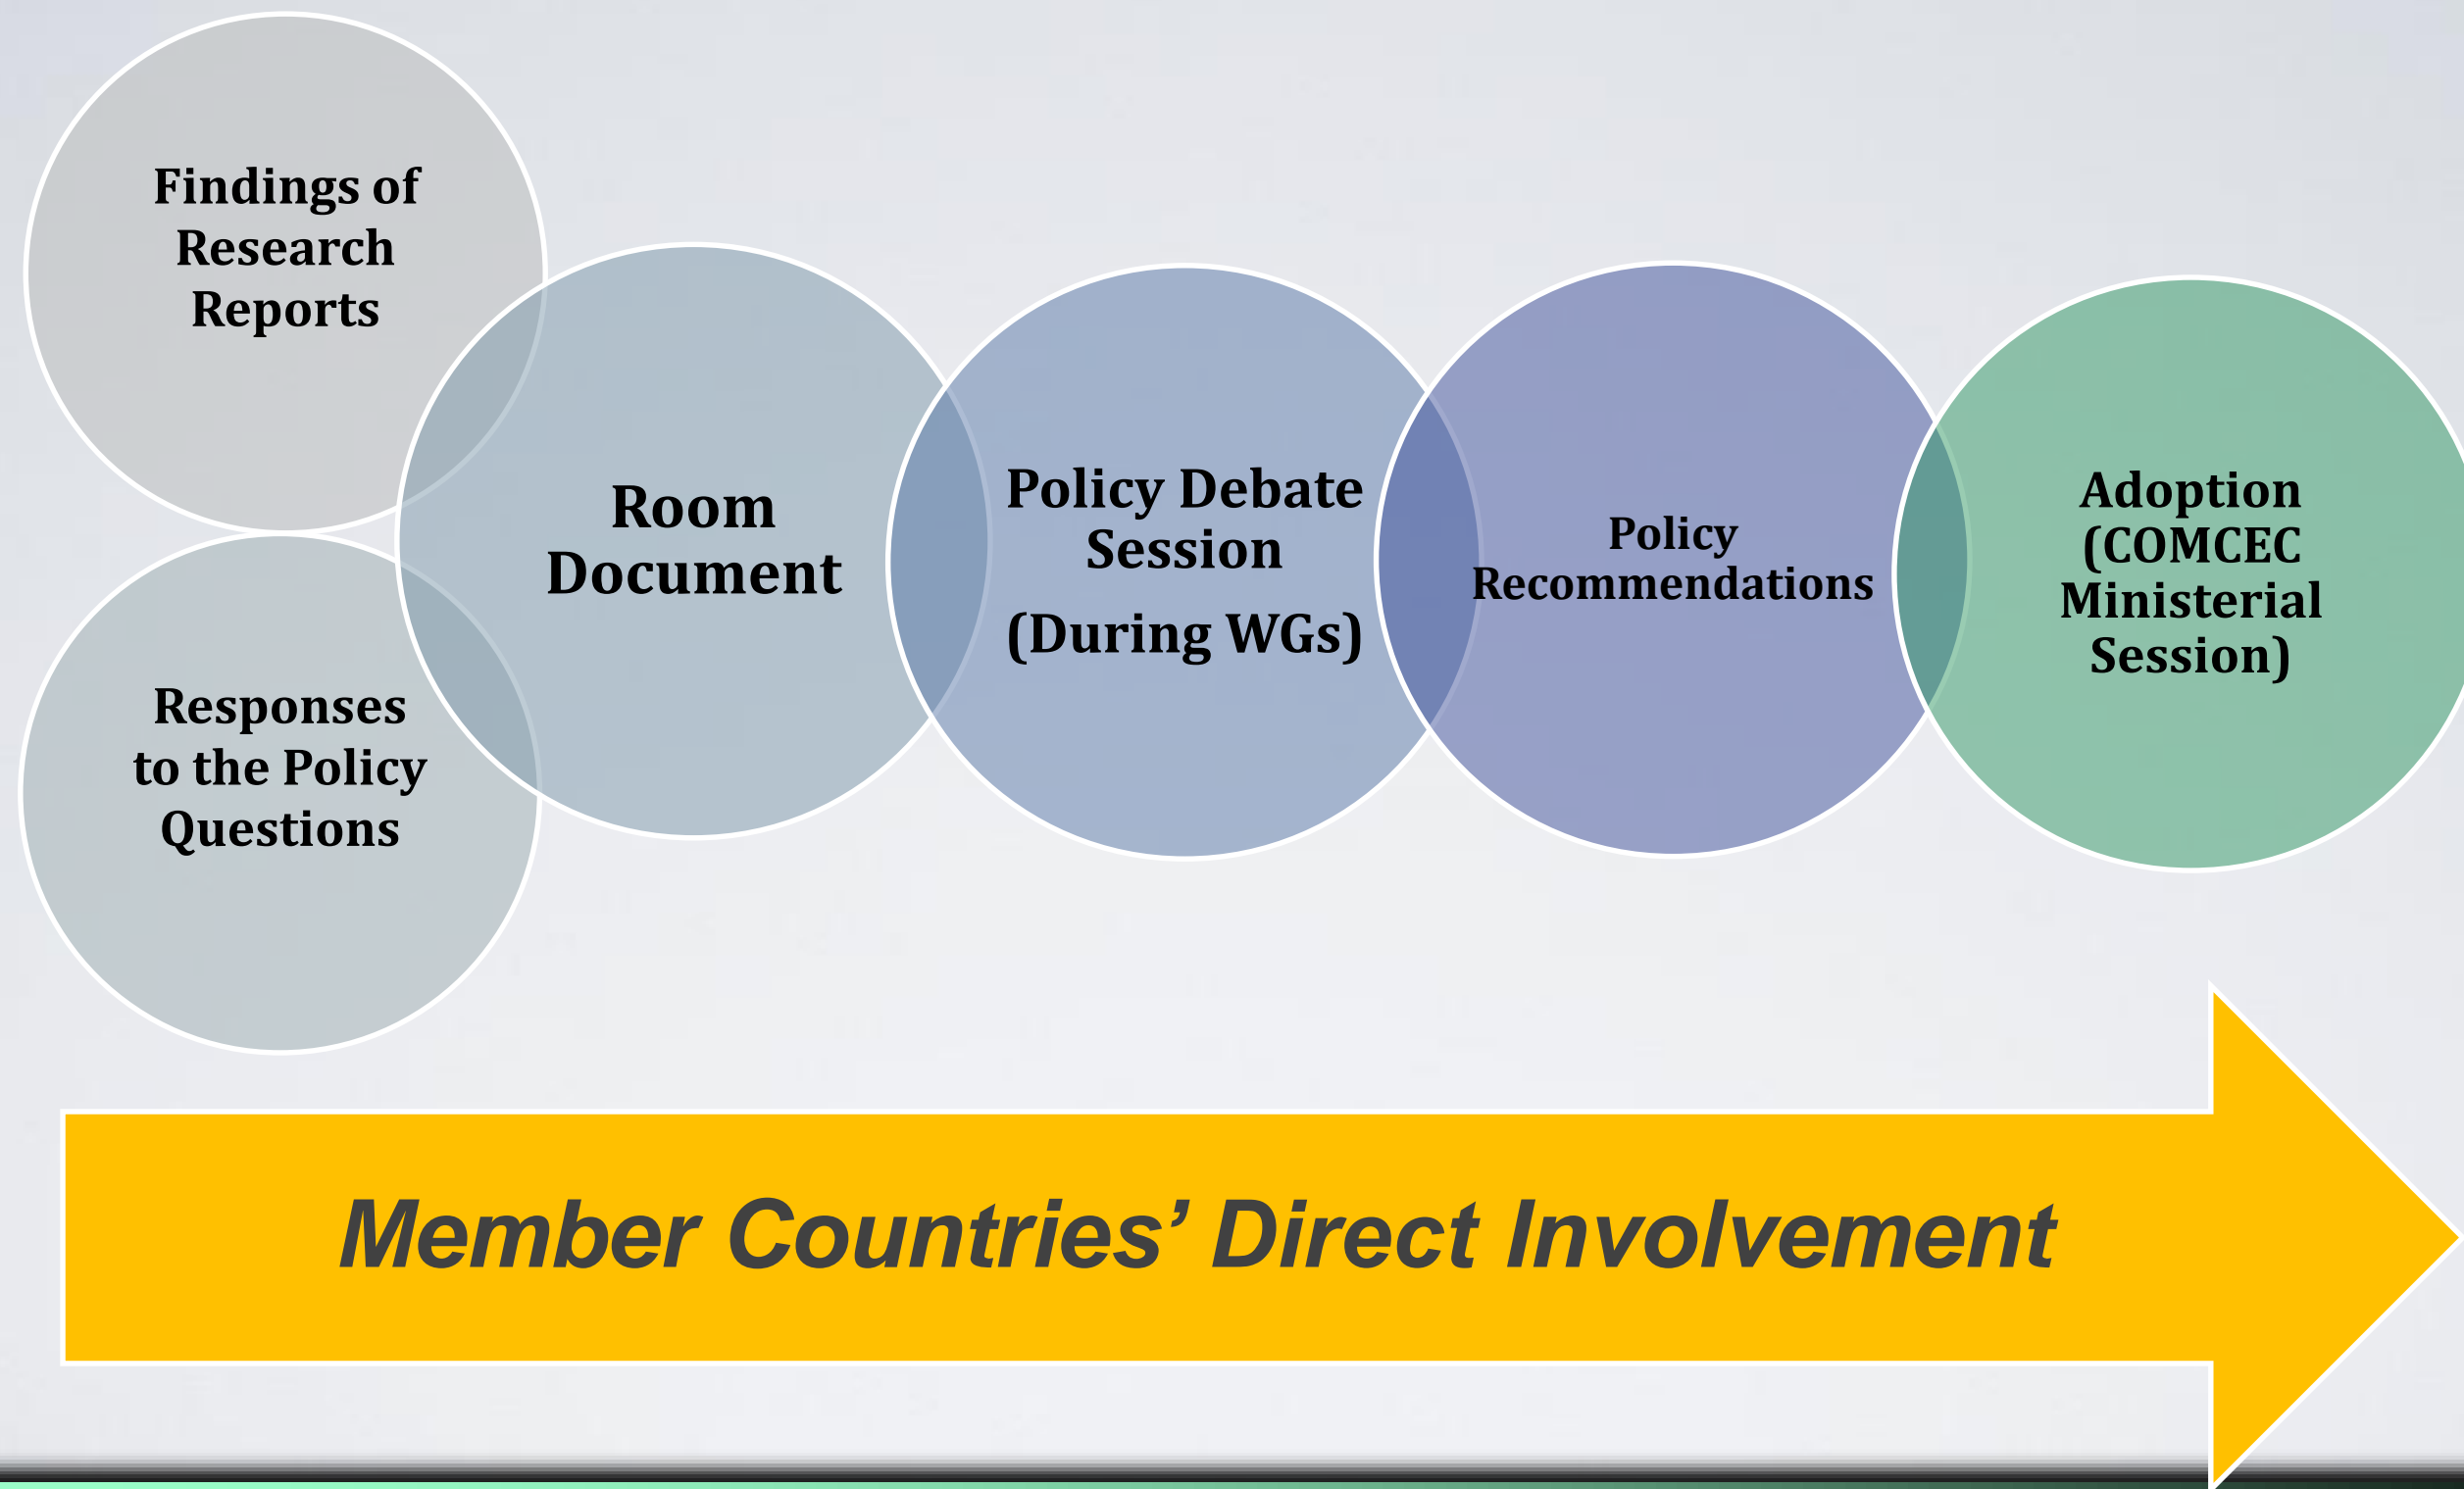 Findings of
Research
Reports
Responses
to the Policy
Questions
Room
Document
Policy Debate
Session
(During WGs)
Policy
Recommendations
Adoption
(COMCEC
Ministerial
Session)
Member Countries’ Direct Involvement